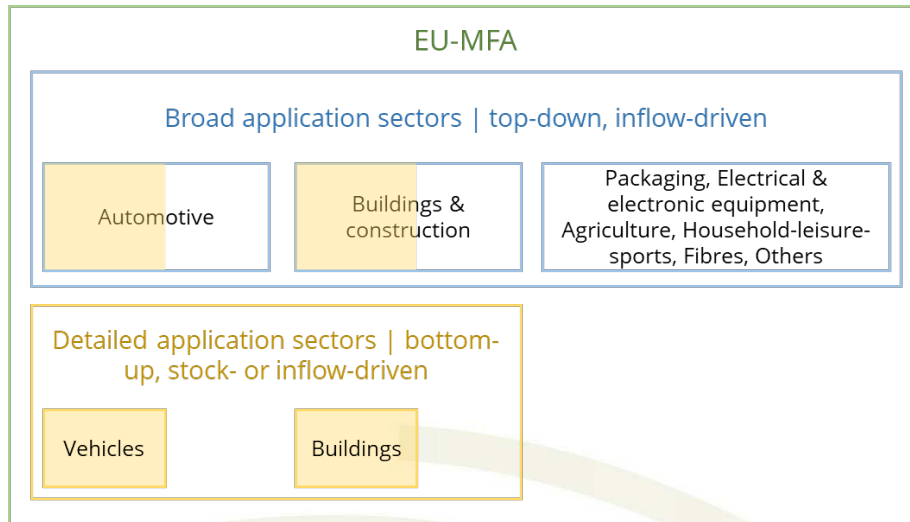 EU-MFA
Broad application sectors | top-down, inflow-driven
Automotive
Buildings &
construction
Packaging, Electrical &
electronic equipment,
Agriculture, Household-leisure-
sports, Fibres, Others
Detailed application sectors | bottom-
up, stock- or inflow-driven
Vehicles
Buildings